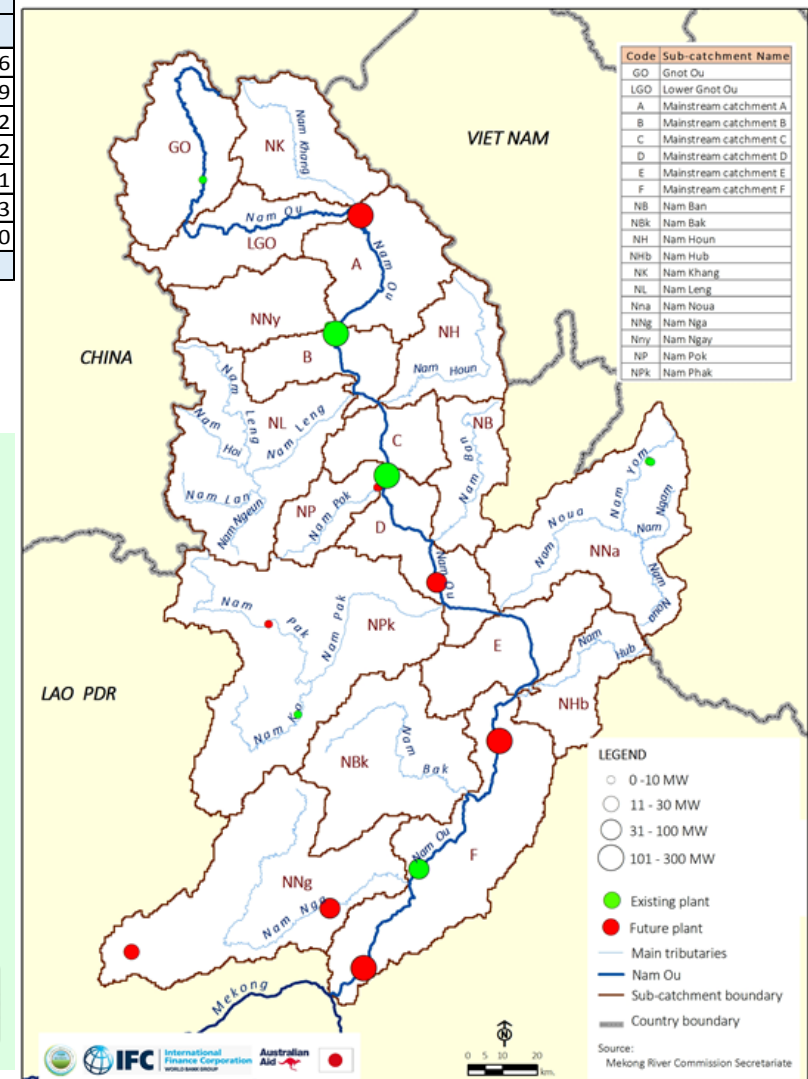 6
9
2
2
1
3
0
Code Sub-catchment Name
GO Gnot Ou
LGO Lower Gnot Ou
A Mainstream catchment A
B Mainstream catchment B
C Mainstream catchment C
D Mainstream catchment D
E Mainstream catchment E
F Mainstream catchment F
NB Nam Ban
NBk Nam Bak
NH Nam Houn
NHb Nam Hub
NK Nam Khang
NL Nam Leng
Nna Nam Noua
NNg Nam Nga
Nny Nam Ngay
NP Nam Pok
NPk Nam Phak
VIET NAM
GO
NK
Nam Khang
Nam Ou
LGO
A
Nam Ou
NNy
NH
CHINA
B
Nam Houn
Nam Leng
NL
Nam Leng
Nam Hoi
NB
C
Nam Ban
Nam Lan
Nam Ngeun
NP
Nam Pok
D
Nam Yom
Nam Ngam
Nam Noua
NNa
Nam Noua
Nam Ou
Nam Pak
Nam Pak
NPk
E
Nam Hub
LAO PDR
Nam Ko
NHb
NBk
Nam Bak
Nam Ou
F
NNg
Nam Nga
Mekong
LEGEND
0 -10 MW
11 - 30 MW
31 - 100 MW
101 - 300 MW
Existing plant
Future plant
Main tributaries
Nam Ou
Sub-catchment boundary
Country boundary
Source:
Mekong River Commission Secretariate
N
0 5 10 20
km.
IFC International Finance Corporation
WORLD BANK GROUP
Australian Aid